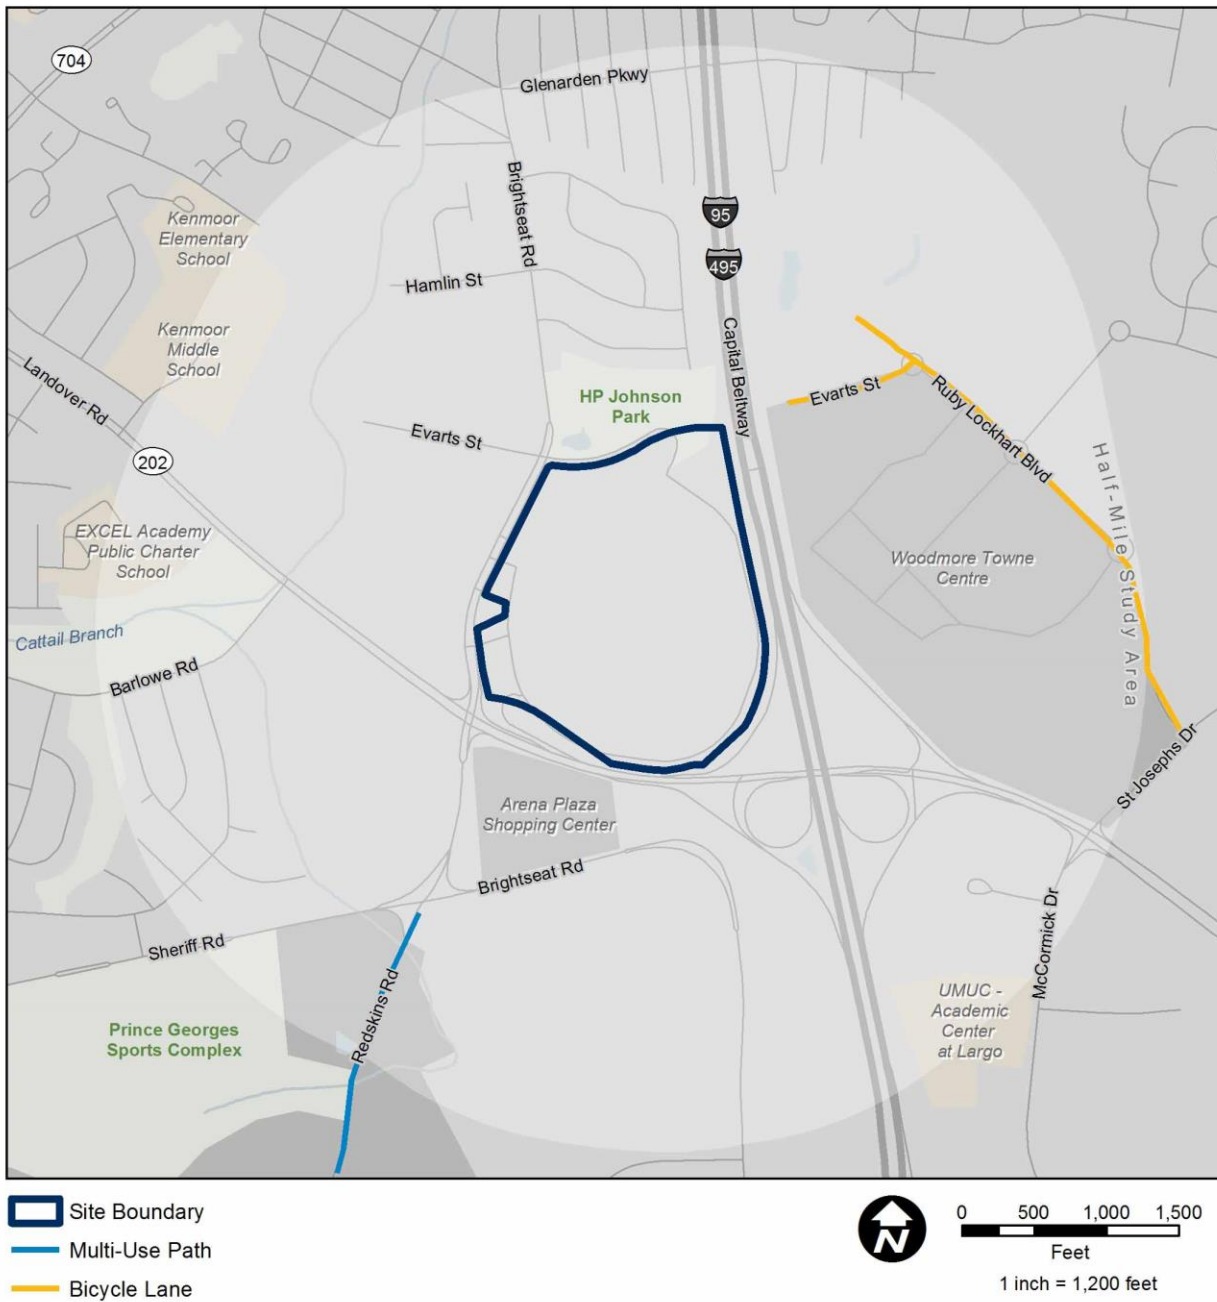 704
Glenarden Pkwy
Brightseat Rd
95
495
Kenmoor
Elementary
School
Hamlin St
Kenmoor
Middle
School
Capital Beltway
Landover Rd
HP Johnson
Park
Evarts St
Ruby Lockhart Blvd
Evarts St
202
Half-Mile Study Area
EXCEL Academy
Public Charter
School
Woodmore Towne
Centre
Cattail Branch
Barlowe Rd
St Josephs Dr
Arena Plaza
Shopping Center
Brightseat Rd
Sheriff Rd
McCormick Dr
Redskins Rd
UMUC -
Academic
Center
at Largo
Prince Georges
Sports Complex
Site Boundary
Multi-Use Path
Bicycle Lane
N
0 500 1,000 1,500
Feet
1 inch = 1,200 feet